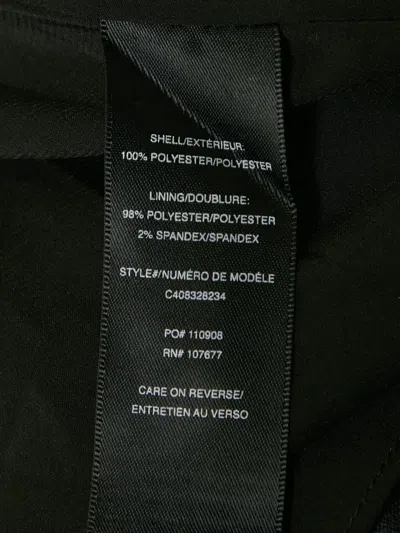 SHELL/EXTÉRIEUR:
100% POLYESTER/POLYESTER
LINING/DOUBLURE:
98% POLYESTER/POLYESTER
2% SPANDEX/SPANDEX
STYLE#/NUMÉRO DE MODÈLE
C408328234
PO# 110908
RN# 107677
CARE ON REVERSE/
ENTRETIEN AU VERSO